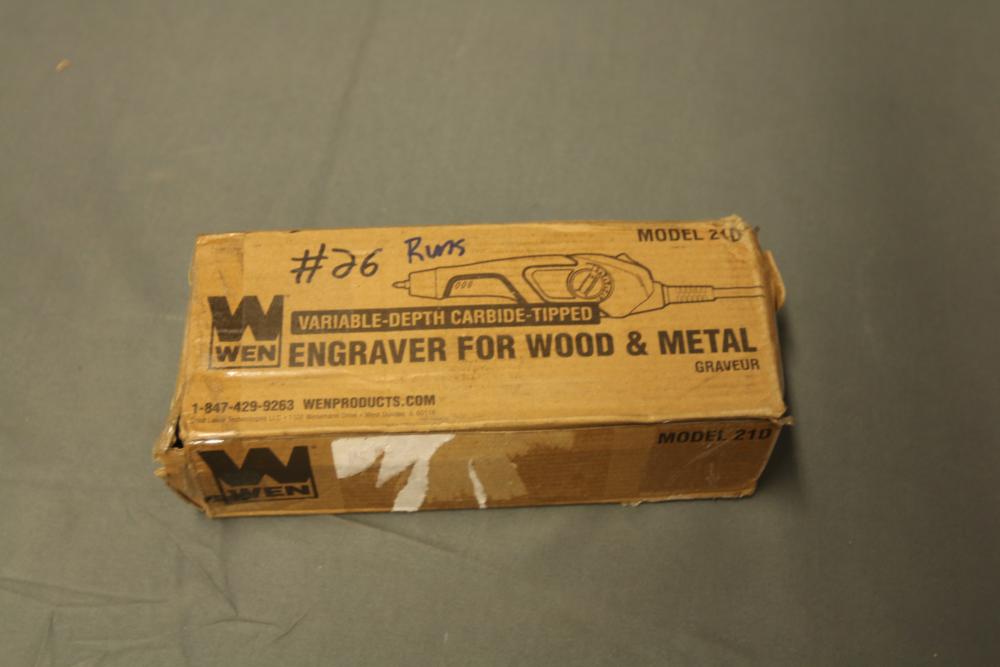 #26 Runs
MODEL 21D
WEN
VARIABLE-DEPTH CARBIDE-TIPPED
ENGRAVER FOR WOOD & METAL
GRAVEUR
1-847-429-9263 WENPRODUCTS.COM
MODEL 21D
WEN